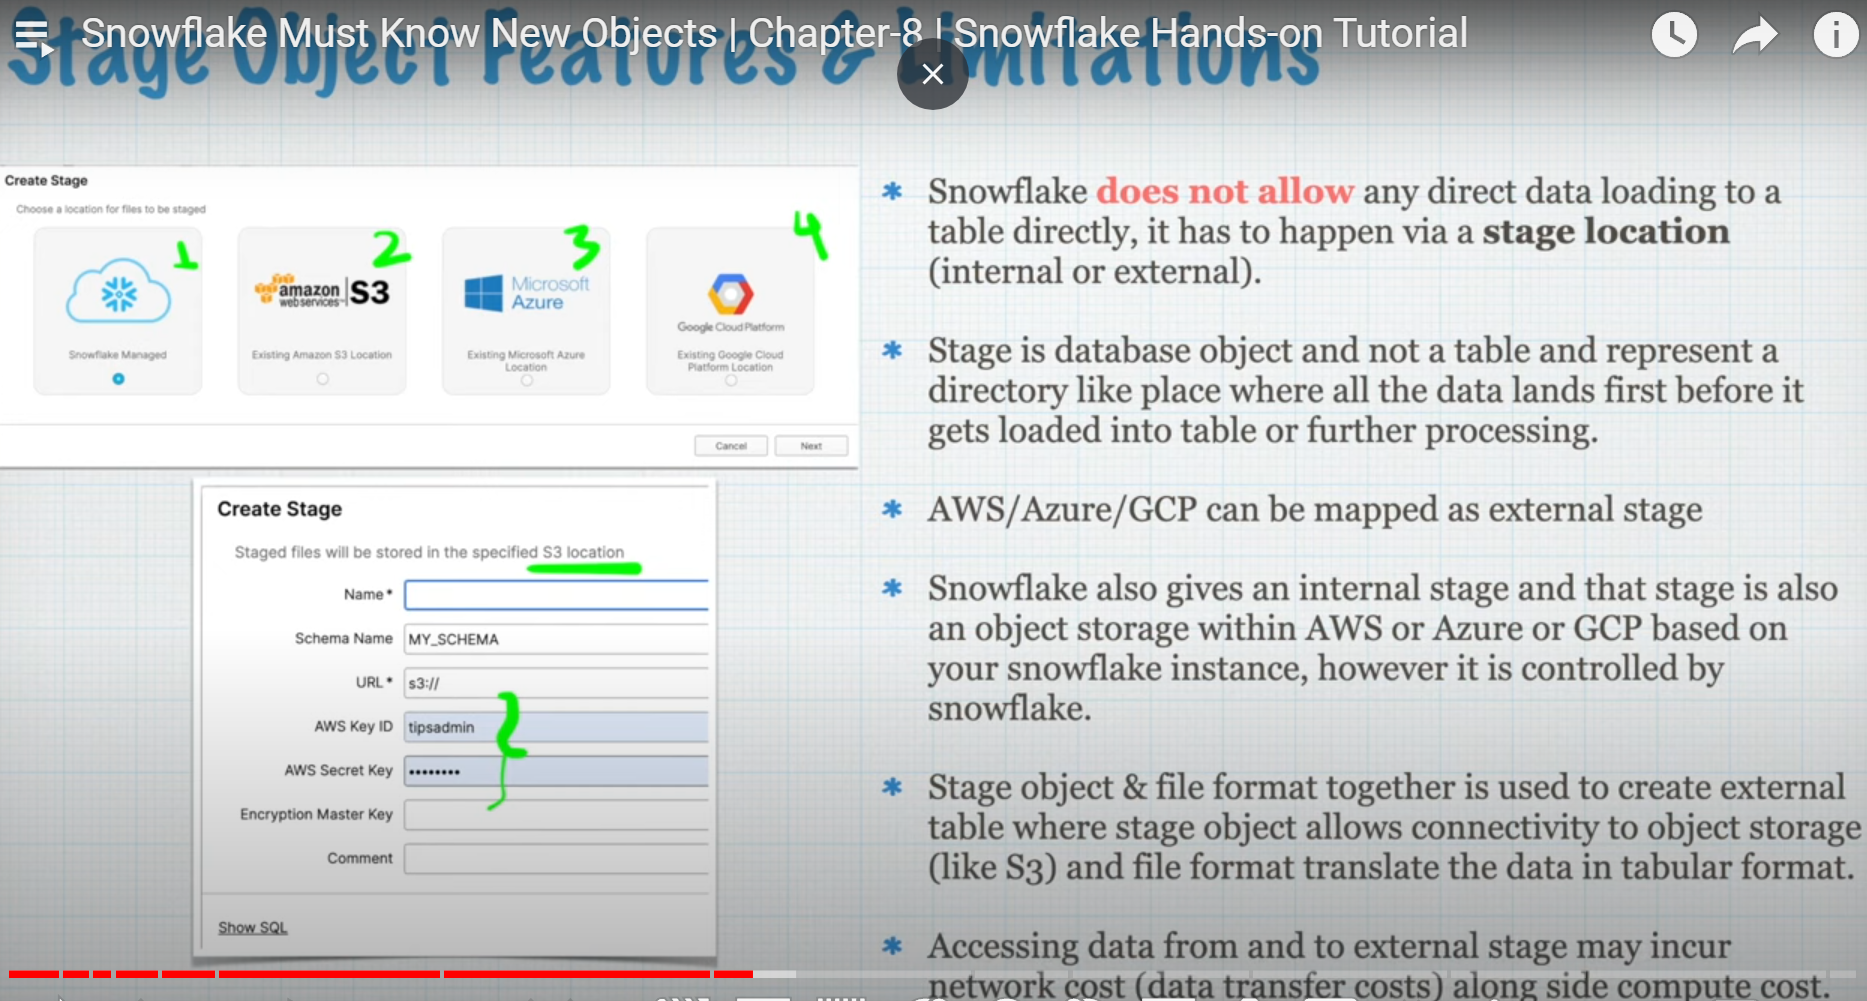 Snowflake Must Know New Objects | Chapter-8 | Snowflake Hands-on Tutorial
Stage Object Features & Limitations
Create Stage
Choose a location for files to be staged
1
2
3
4
amazon
webservices
S3
Microsoft
Azure
Google Cloud Platform
Snowflake Managed
Existing Amazon S3 Location
Existing Microsoft Azure
Location
Existing Google Cloud
Platform Location
Cancel
Next
Create Stage
Staged files will be stored in the specified S3 location
Name *
Schema Name MY_SCHEMA
URL * s3://
AWS Key ID tipsadmin
AWS Secret Key ••••••••
Encryption Master Key
Comment
Show SQL
* Snowflake does not allow any direct data loading to a
table directly, it has to happen via a stage location
(internal or external).
* Stage is database object and not a table and represent a
directory like place where all the data lands first before it
gets loaded into table or further processing.
* AWS/Azure/GCP can be mapped as external stage
* Snowflake also gives an internal stage and that stage is also
an object storage within AWS or Azure or GCP based on
your snowflake instance, however it is controlled by
snowflake.
* Stage object & file format together is used to create external
table where stage object allows connectivity to object storage
(like S3) and file format translate the data in tabular format.
* Accessing data from and to external stage may incur
network cost (data transfer costs) along side compute cost.